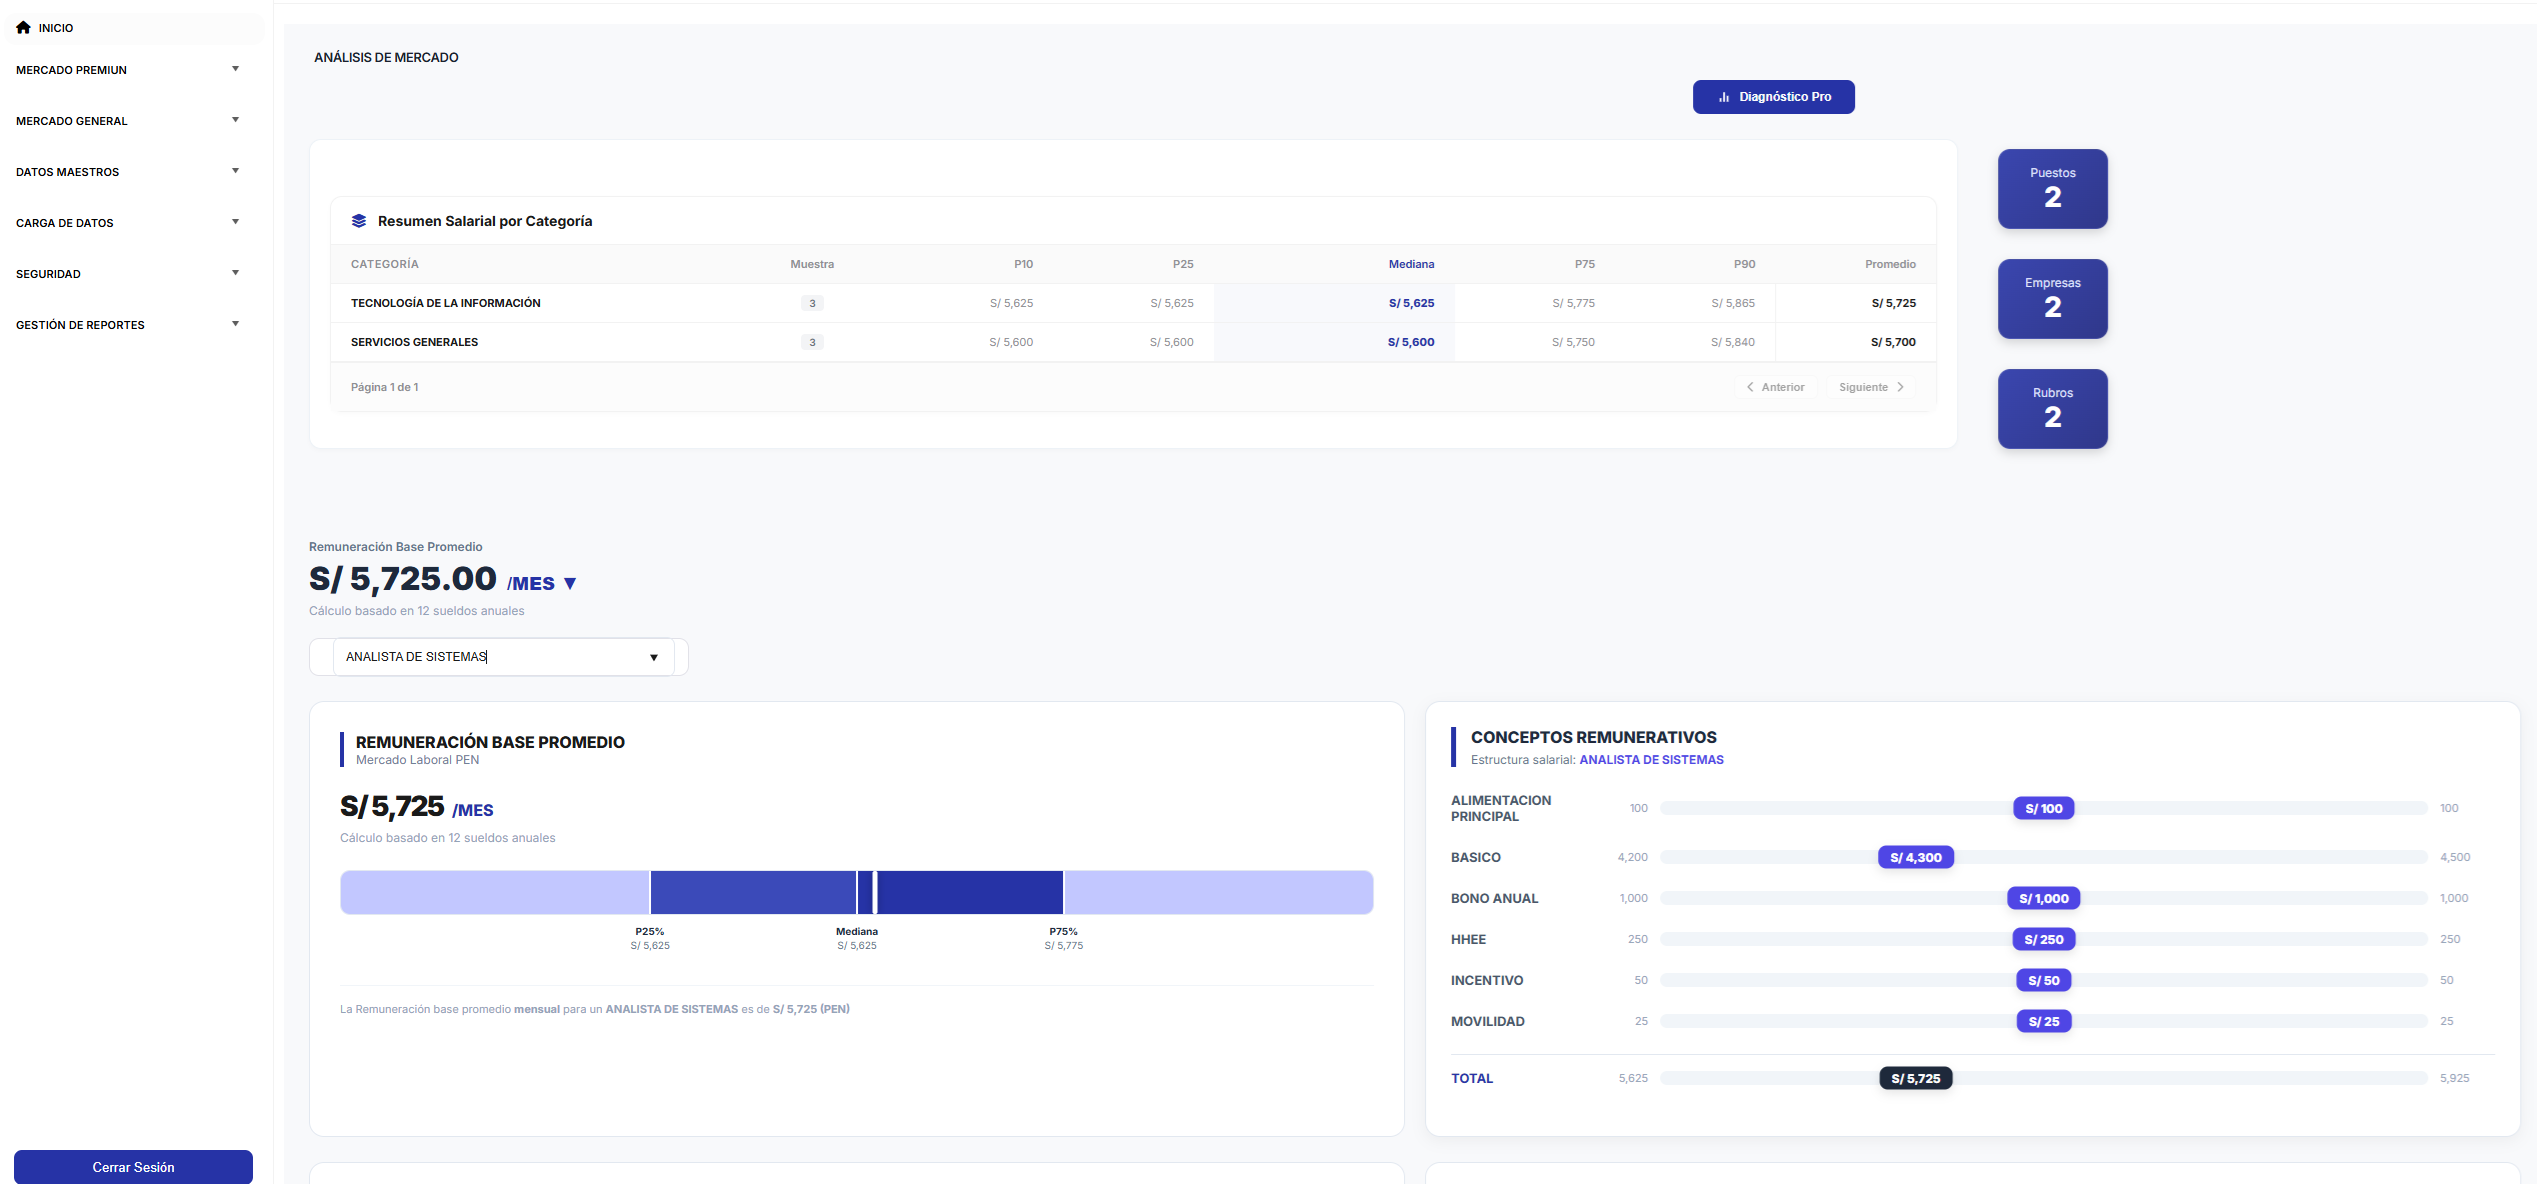 INICIO
MERCADO PREMIUN
MERCADO GENERAL
DATOS MAESTROS
CARGA DE DATOS
SEGURIDAD
GESTIÓN DE REPORTES
Cerrar Sesión
ANÁLISIS DE MERCADO
Diagnóstico Pro
Resumen Salarial por Categoría
CATEGORÍA Muestra P10 P25 Mediana P75 P90 Promedio
TECNOLOGÍA DE LA INFORMACIÓN 3 S/ 5,625 S/ 5,625 S/ 5,625 S/ 5,775 S/ 5,865 S/ 5,725
SERVICIOS GENERALES 3 S/ 5,600 S/ 5,600 S/ 5,600 S/ 5,750 S/ 5,840 S/ 5,700
Página 1 de 1 Anterior Siguiente
Puestos
2
Empresas
2
Rubros
2
Remuneración Base Promedio
S/ 5,725.00 /MES ▼
Cálculo basado en 12 sueldos anuales
ANALISTA DE SISTEMAS
REMUNERACIÓN BASE PROMEDIO
Mercado Laboral PEN
S/ 5,725 /MES
Cálculo basado en 12 sueldos anuales
P25% Mediana P75%
S/ 5,625 S/ 5,625 S/ 5,775
La Remuneración base promedio mensual para un ANALISTA DE SISTEMAS es de S/ 5,725 (PEN)
CONCEPTOS REMUNERATIVOS
Estructura salarial: ANALISTA DE SISTEMAS
ALIMENTACION
PRINCIPAL 100 S/ 100 100
BASICO 4,200 S/ 4,300 4,500
BONO ANUAL 1,000 S/ 1,000 1,000
HHEE 250 S/ 250 250
INCENTIVO 50 S/ 50 50
MOVILIDAD 25 S/ 25 25
TOTAL 5,625 S/ 5,725 5,925